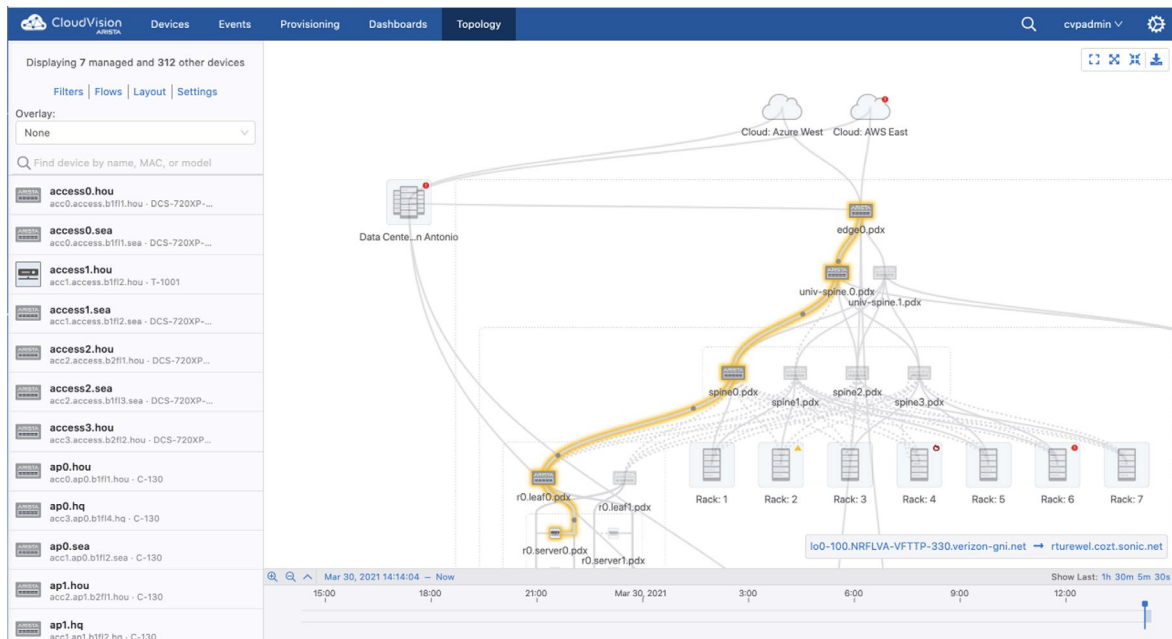 CloudVision Devices Events Provisioning Dashboards Topology cvpadmin
ARISTA
Displaying 7 managed and 312 other devices
Filters Flows Layout Settings
Overlay:
None
Find device by name, MAC, or model
access0.hou
acc0.access.b1fl1.hou · DCS-720XP-...
access0.sea
acc0.access.b1fl1.sea · DCS-720XP-...
access1.hou
acc1.access.b1fl2.hou · T-1001
access1.sea
acc1.access.b1fl2.sea · DCS-720XP-...
access2.hou
acc2.access.b2fl1.hou · DCS-720XP...
access2.sea
acc2.access.b1fl3.sea · DCS-720XP-...
access3.hou
acc3.access.b2fl2.hou · DCS-720XP...
ap0.hou
acc0.ap0.b1fl1.hou · C-130
ap0.hq
acc3.ap0.b1fl4.hq · C-130
ap0.sea
acc1.ap0.b1fl2.sea · C-130
ap1.hou
acc2.ap1.b2fl1.hou · C-130
ap1.hq
acc1.ap1.b1fl2.hq · C-130
Cloud: Azure West Cloud: AWS East
Data Cente...n Antonio
edge0.pdx
univ-spine.0.pdx
univ-spine.1.pdx
spine0.pdx
spine1.pdx
spine2.pdx
spine3.pdx
Rack: 1 Rack: 2 Rack: 3 Rack: 4 Rack: 5 Rack: 6 Rack: 7
r0.leaf0.pdx
r0.leaf1.pdx
r0.server0.pdx
r0.server1.pdx
lo0-100.NRFLVA-VFTTP-330.verizon-gni.net → rturewel.cozt.sonic.net
Mar 30, 2021 14:14:04 – Now Show Last: 1h 30m 5m 30s
15:00 18:00 21:00 Mar 30, 2021 3:00 6:00 9:00 12:00